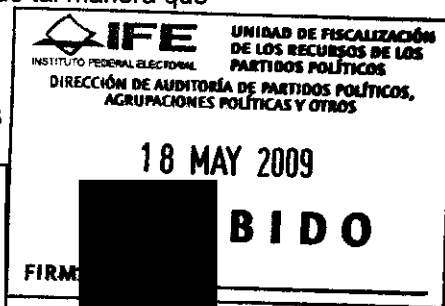 de tal manera que
IFE
INSTITUTO FEDERAL ELECTORAL
UNIDAD DE FISCALIZACIÓN
DE LOS RECURSOS DE LOS
PARTIDOS POLÍTICOS
DIRECCIÓN DE AUDITORÍA DE PARTIDOS POLÍTICOS,
AGRUPACIONES POLÍTICAS Y OTROS
18 MAY 2009
BIDO
FIRM